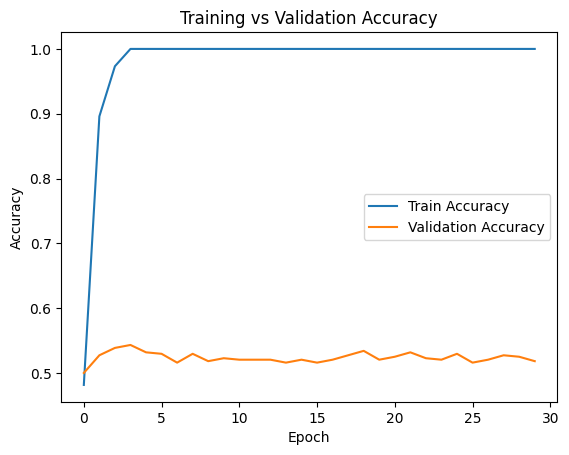 Training vs Validation Accuracy
1.0
0.9
0.8
0.7
0.6
0.5
Accuracy
Train Accuracy
Validation Accuracy
0 5 10 15 20 25 30
Epoch